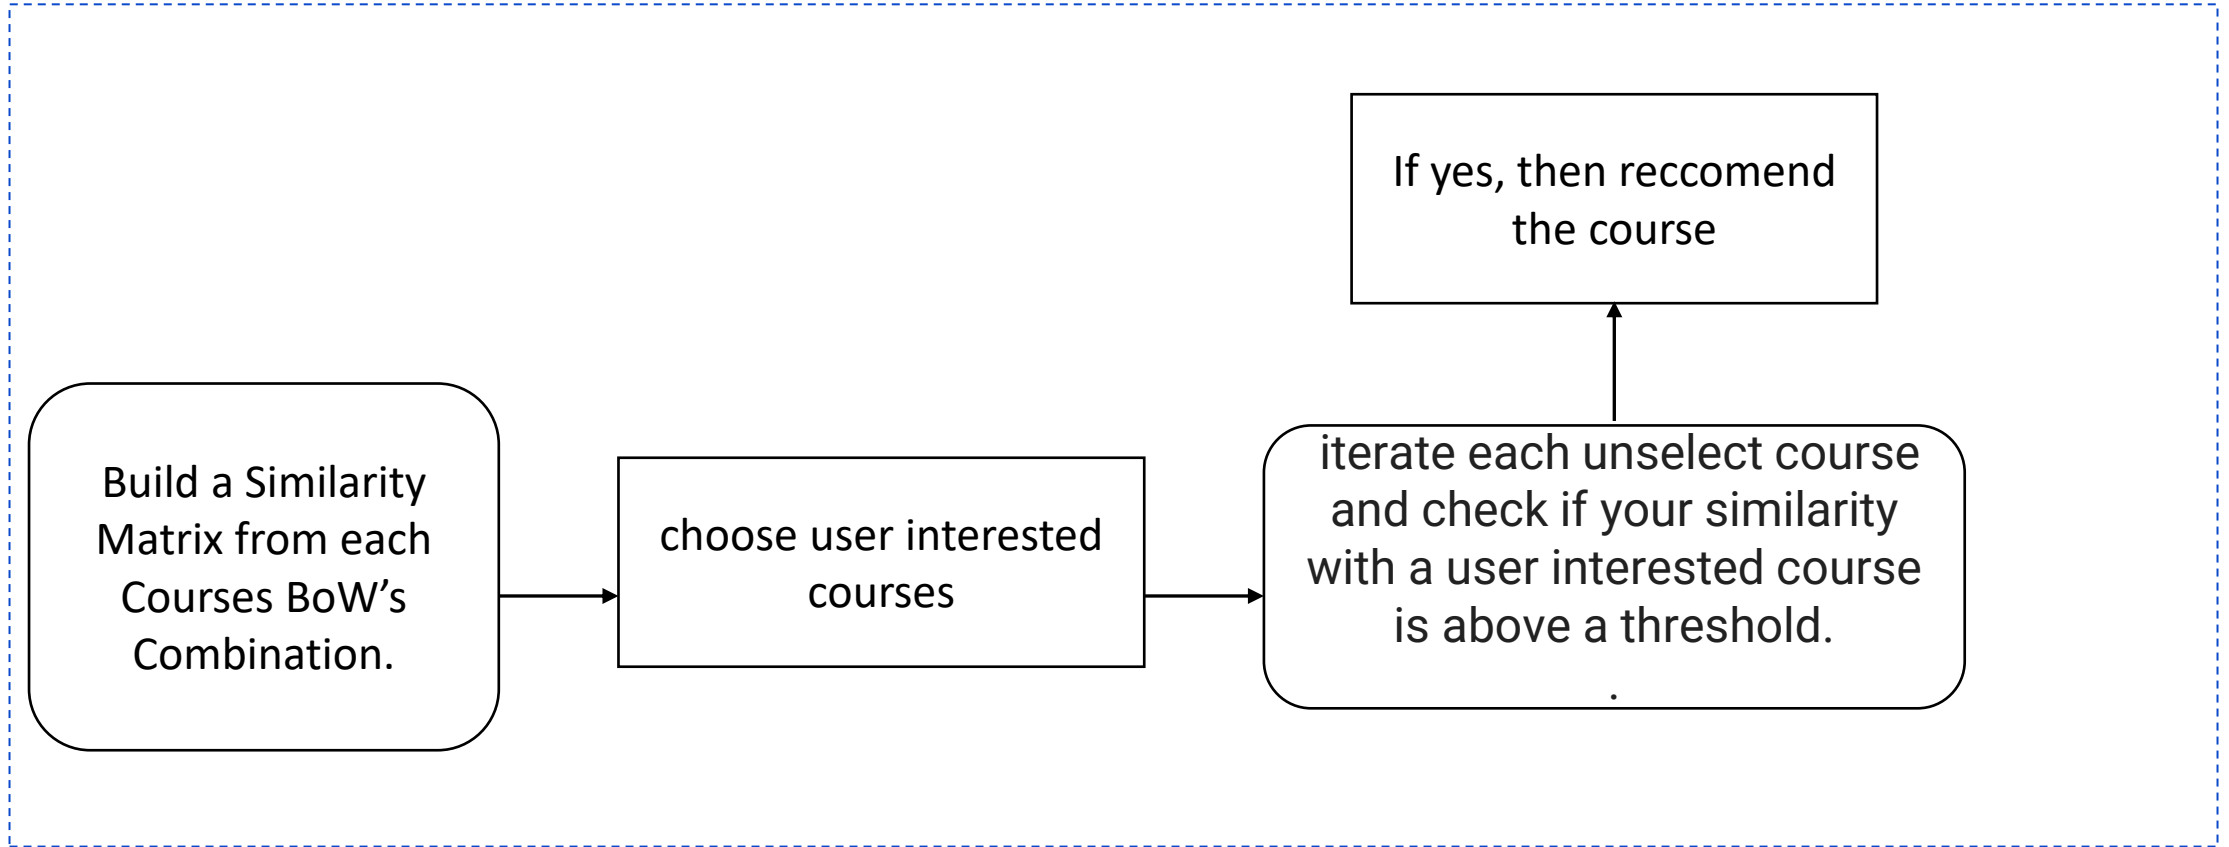 Build a Similarity
Matrix from each
Courses BoW’s
Combination.
choose user interested
courses
iterate each unselect course
and check if your similarity
with a user interested course
is above a threshold.
.
If yes, then reccomend
the course